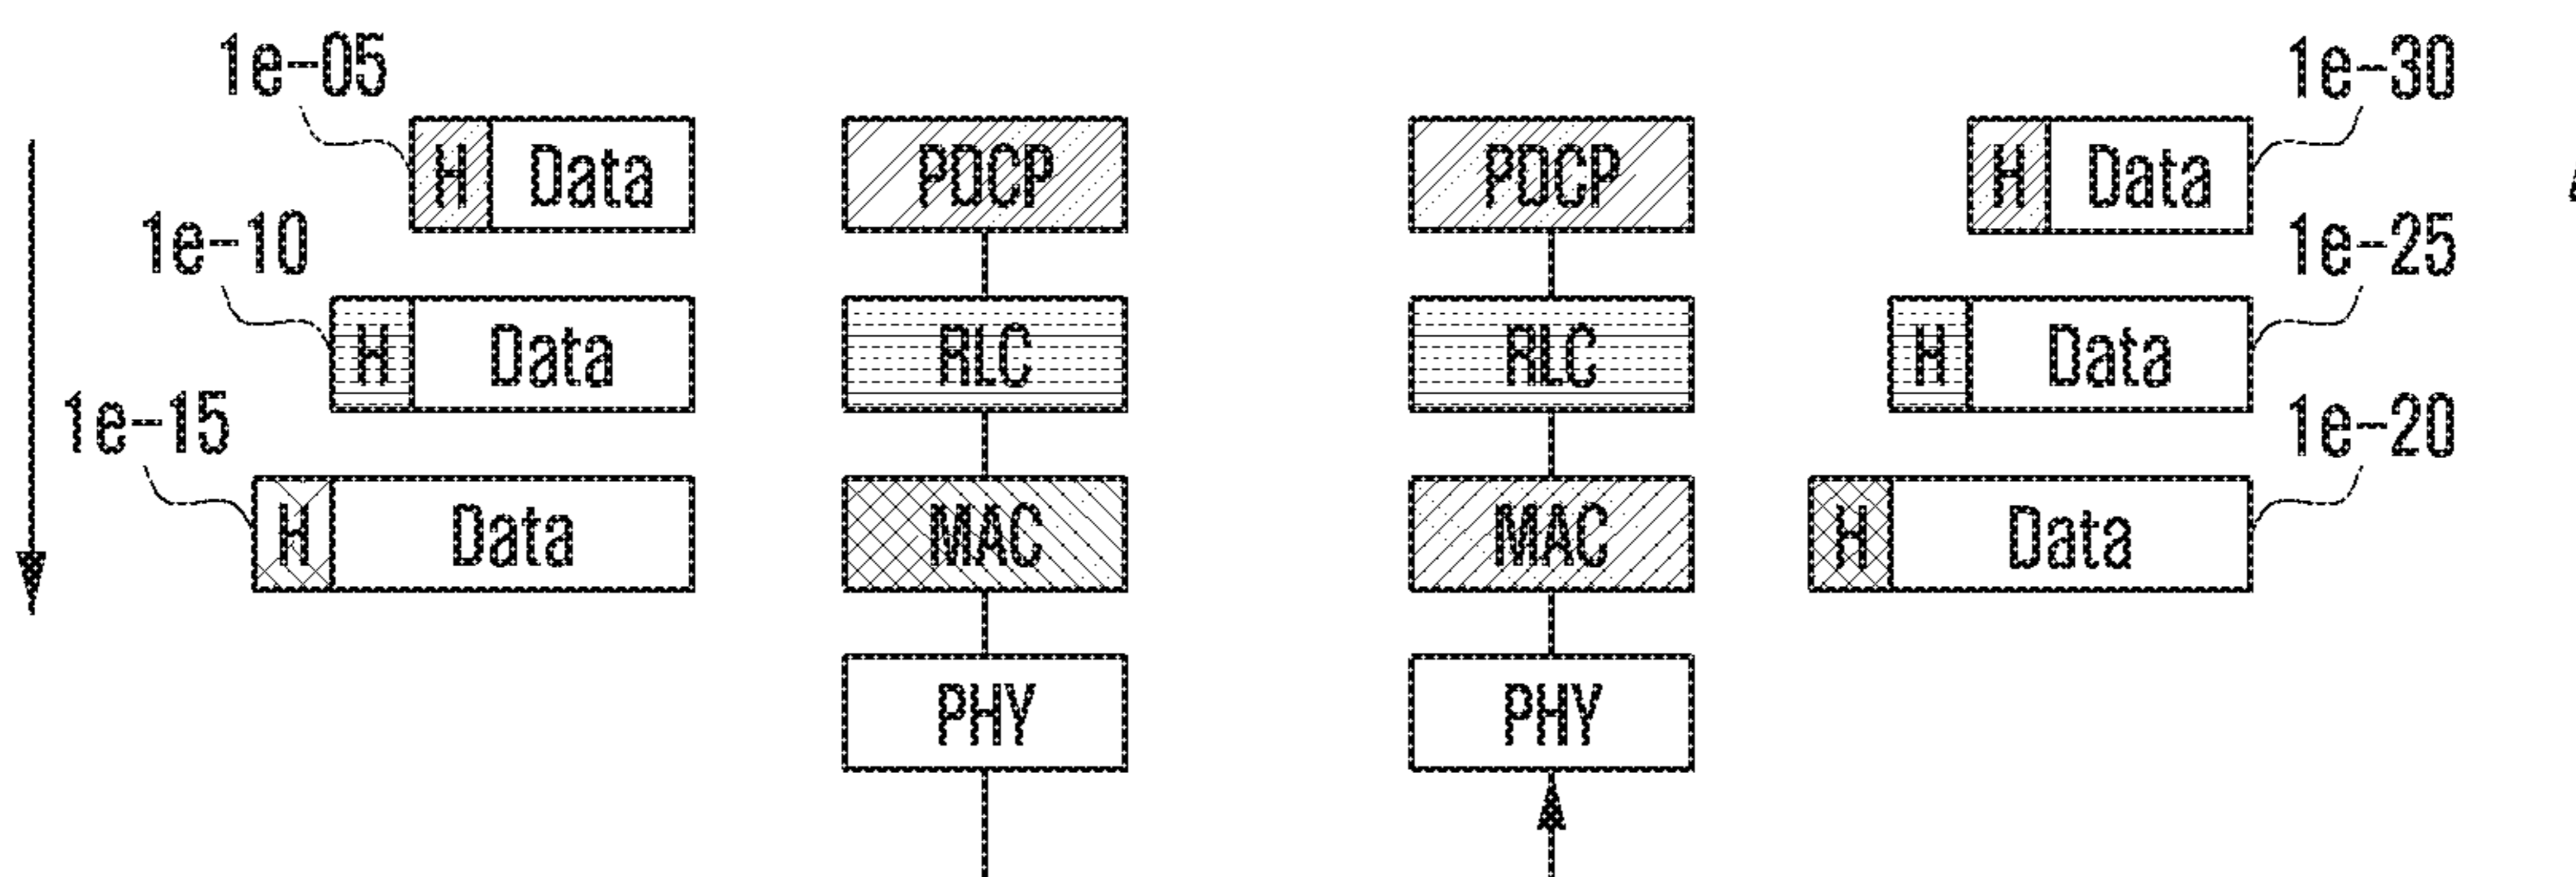 1e-05 1e-30
H Data PDCP PDCP H Data
1e-10 1e-25
H Data RLC RLC H Data
1e-15 1e-20
H Data MAC MAC H Data
PHY PHY